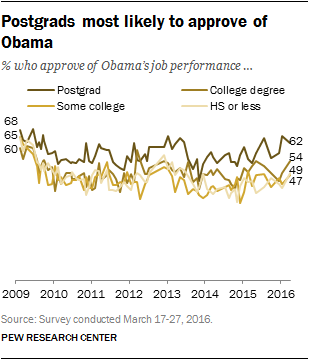 Postgrads most likely to approve of
Obama
% who approve of Obama's job performance ...
Postgrad College degree
Some college HS or less
68
65
60
62
54
49
47
2009 2010 2011 2012 2013 2014 2015 2016
Source: Survey conducted March 17-27, 2016.
PEW RESEARCH CENTER